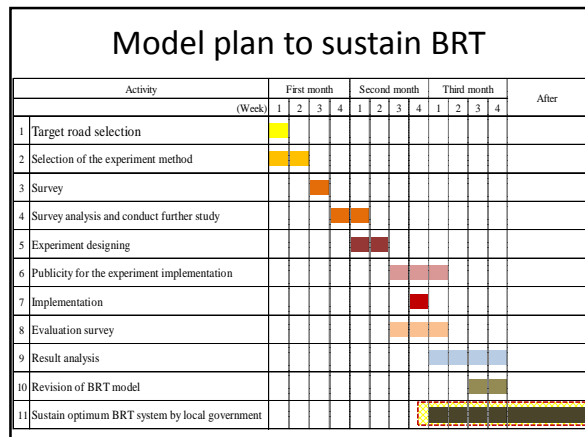 Model plan to sustain BRT
Activity First month Second month Third month After
(Week) 1 2 3 4 1 2 3 4 1 2 3 4
1 Target road selection
2 Selection of the experiment method
3 Survey
4 Survey analysis and conduct further study
5 Experiment designing
6 Publicity for the experiment implementation
7 Implementation
8 Evaluation survey
9 Result analysis
10 Revision of BRT model
11 Sustain optimum BRT system by local government